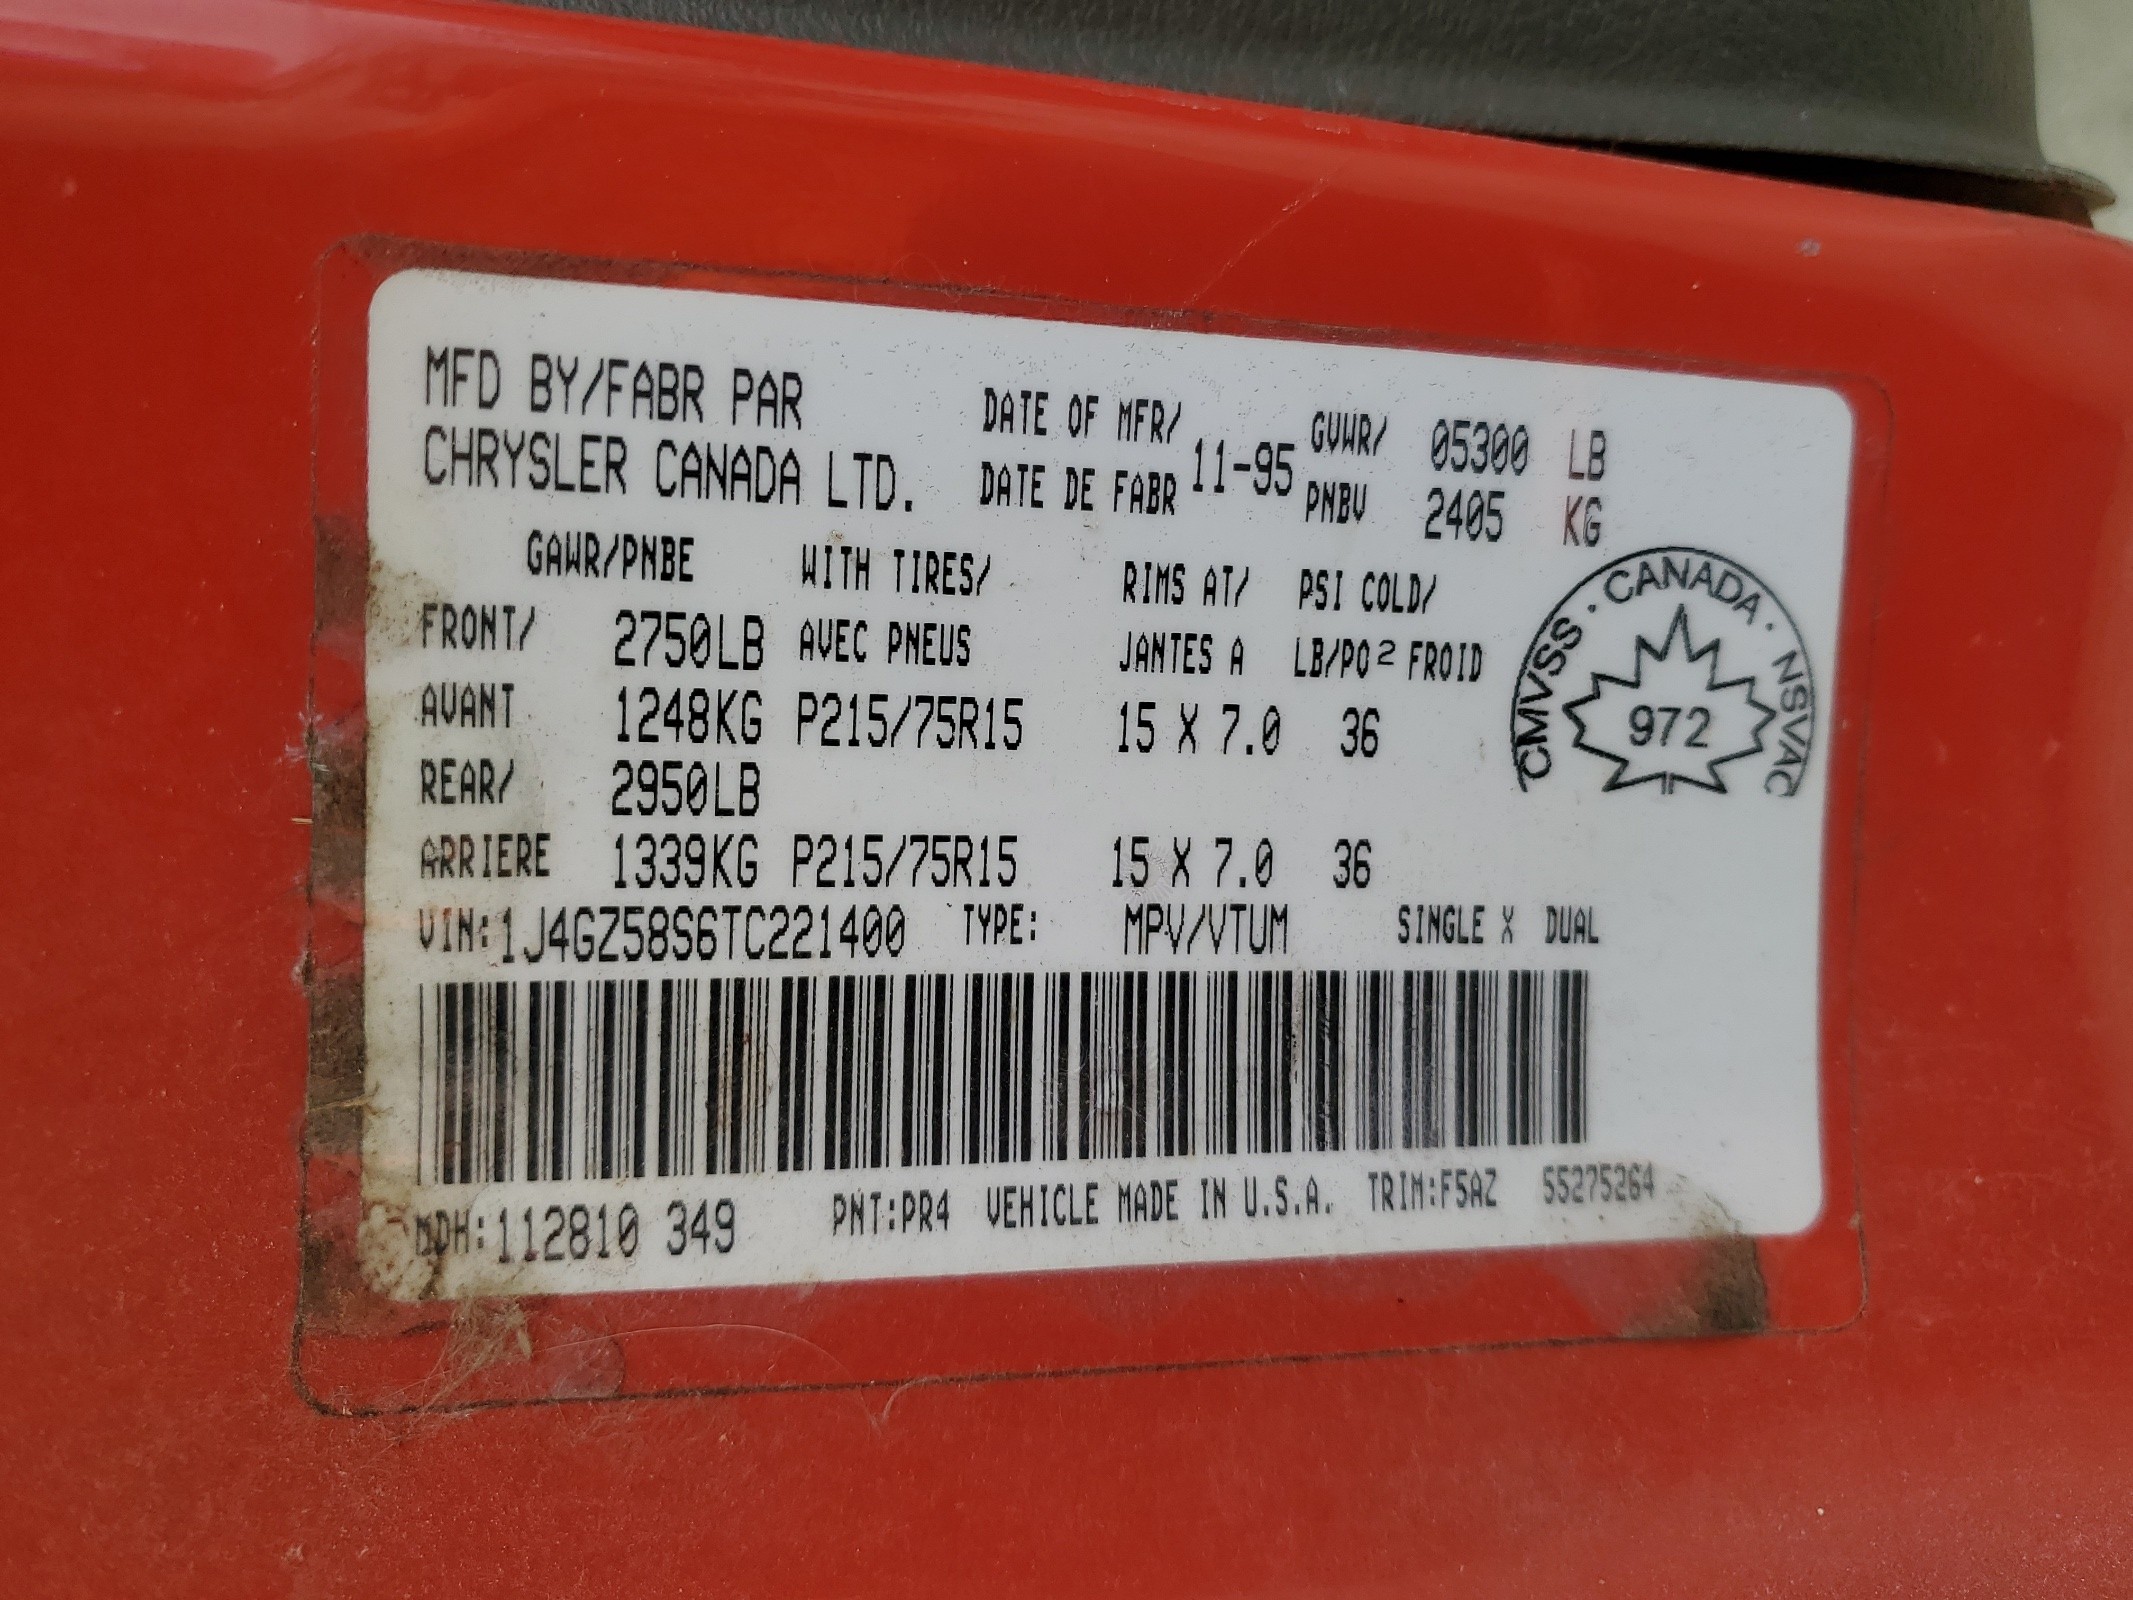 MFD BY/FABR PAR
CHRYSLER CANADA LTD.
DATE OF MFR/
DATE DE FABR
11-95
GVWR/ 05300 LB
PNBV 2405 KG
GAWR/PNBE WITH TIRES/ RIMS AT/ PSI COLD/
FRONT/ 2750LB AVEC PNEUS JANTES A LB/PO² FROID
AVANT 1248KG P215/75R15 15 X 7.0 36
REAR/ 2950LB
ARRIERE 1339KG P215/75R15 15 X 7.0 36
CMVSS · CANADA · NSVAC
972
VIN:1J4GZ58S6TC221400 TYPE: MPV/VTUM SINGLE X DUAL
MDH:112810 349 PNT:PR4 VEHICLE MADE IN U.S.A. TRIM:F5AZ 55275264